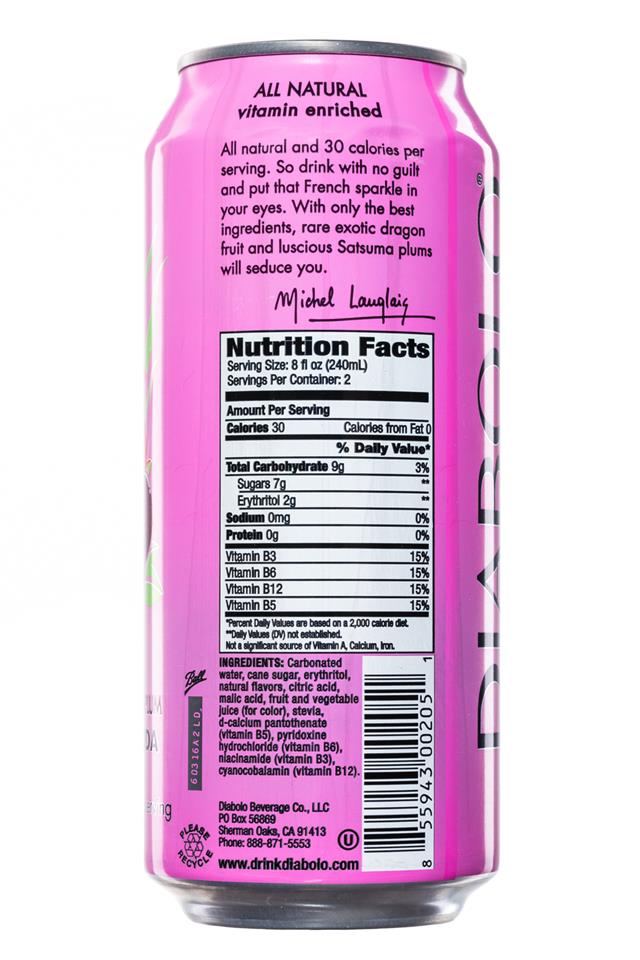 ALL NATURAL
vitamin enriched
All natural and 30 calories per
serving. So drink with no guilt
and put that French sparkle in
your eyes. With only the best
ingredients, rare exotic dragon
fruit and luscious Satsuma plums
will seduce you.
Michel Langlaig
Nutrition Facts
Serving Size: 8 fl oz (240mL)
Servings Per Container: 2
Amount Per Serving
Calories 30 Calories from Fat 0
% Daily Value*
Total Carbohydrate 9g 3%
Sugars 7g **
Erythritol 2g **
Sodium 0mg 0%
Protein 0g 0%
Vitamin B3 15%
Vitamin B6 15%
Vitamin B12 15%
Vitamin B5 15%
*Percent Daily Values are based on a 2,000 calorie diet.
**Daily Values (DV) not established.
Not a significant source of Vitamin A, Calcium, Iron.
INGREDIENTS: Carbonated
water, cane sugar, erythritol,
natural flavors, citric acid,
malic acid, fruit and vegetable
juice (for color), stevia,
d-calcium pantothenate
(vitamin B5), pyridoxine
hydrochloride (vitamin B6),
niacinamide (vitamin B3),
cyanocobalamin (vitamin B12).
Diabolo Beverage Co., LLC
PO Box 56869
Sherman Oaks, CA 91413
Phone: 888-871-5553
www.drinkdiabolo.com
U
8 55943 00205 1
Ball
60316A2 LD.
PLEASE
RECYCLE
DIABOLO
®